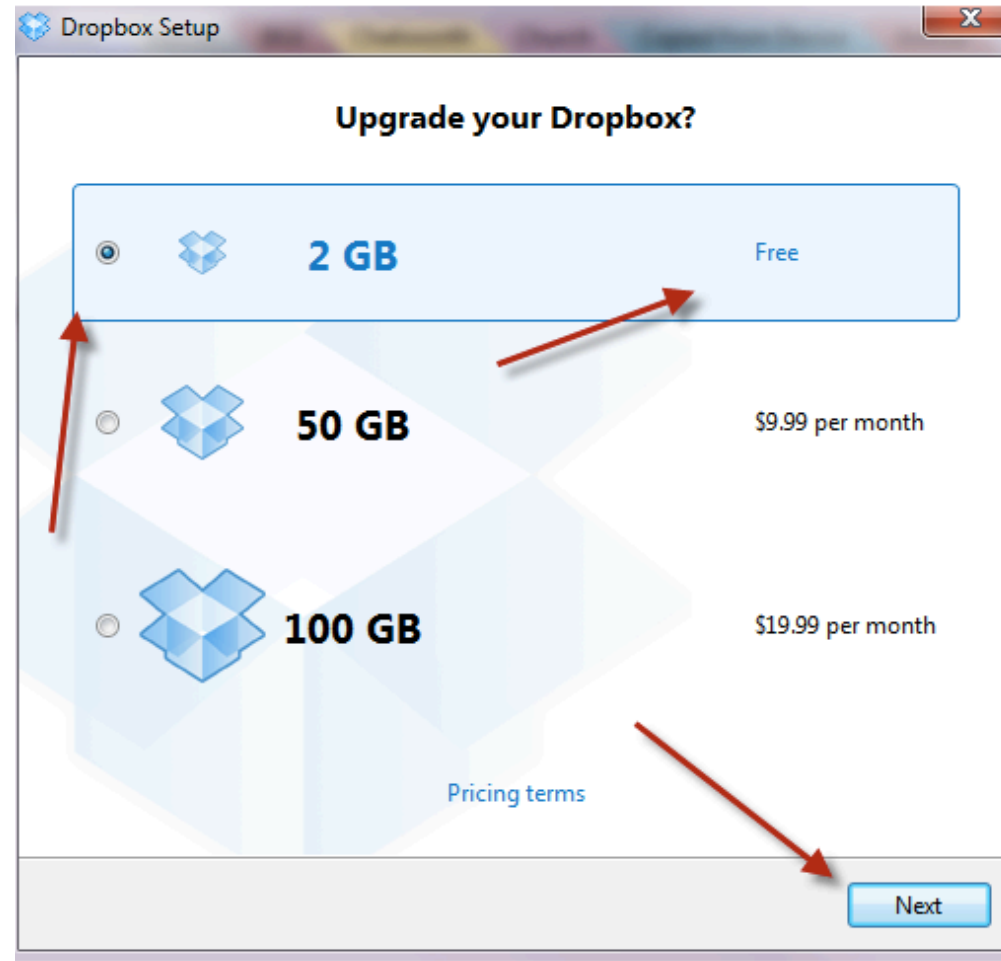 Dropbox Setup
Upgrade your Dropbox?
2 GB Free
50 GB $9.99 per month
100 GB $19.99 per month
Pricing terms
Next